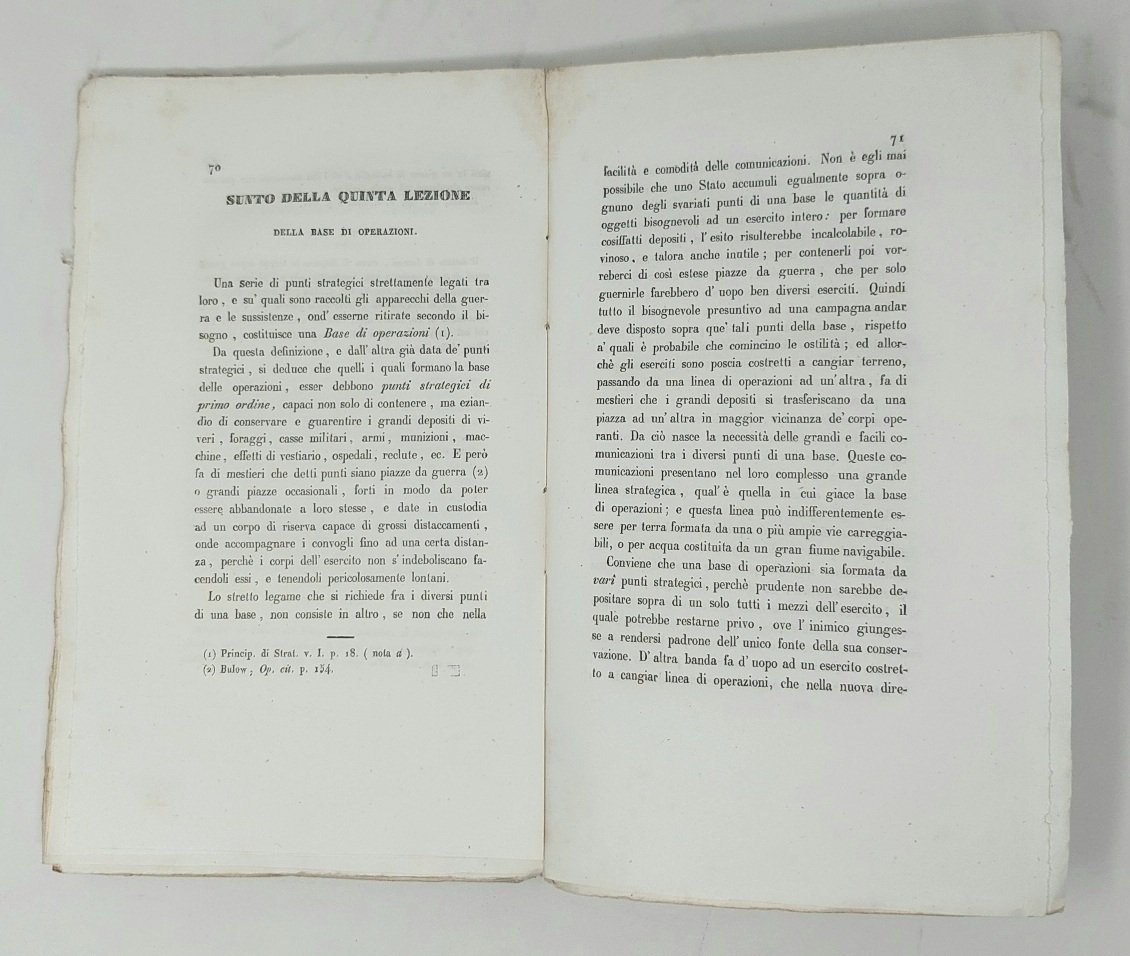 70
SUNTO DELLA QUINTA LEZIONE
DELLA BASE DI OPERAZIONI.
Una serie di punti strategici strettamente legati tra
loro , e su' quali sono raccolti gli apparecchi della guer-
ra e le sussistenze , ond' esserne ritirate secondo il bi-
sogno , costituisce una Base di operazioni (1).
Da questa definizione , e dall' altra già data de' punti
strategici , si deduce che quelli i quali formano la base
delle operazioni , esser debbono punti strategici di
primo ordine, capaci non solo di contenere , ma ezian-
dio di conservare e guarentire i grandi depositi di vi-
veri , foraggi , casse militari , armi , munizioni , mac-
chine , effetti di vestiario , ospedali , reclute , ec. E però
fa di mestieri che detti punti siano piazze da guerra (2)
o grandi piazze occasionali , forti in modo da poter
essere abbandonate a loro stesse , e date in custodia
ad un corpo di riserva capace di grossi distaccamenti ,
onde accompagnare i convogli fino ad una certa distan-
za , perchè i corpi dell' esercito non s' indeboliscano fa-
cendoli essi , e tenendoli pericolosamente lontani.
Lo stretto legame che si richiede fra i diversi punti
di una base , non consiste in altro , se non che nella
(1) Princip. di Strat. v. I. p. 18. ( nota a ).
(2) Bulow ; Op. cit. p. 154.
71
facilità e comodità delle comunicazioni. Non è egli mai
possibile che uno Stato accumuli egualmente sopra o-
gnuno degli svariati punti di una base le quantità di
oggetti bisognevoli ad un esercito intero : per formare
cosiffatti depositi , l' esito risulterebbe incalcolabile , ro-
vinoso , e talora anche inutile ; per contenerli poi vor-
reberci di così estese piazze da guerra , che per solo
guernirle farebbero d' uopo ben diversi eserciti. Quindi
tutto il bisognevole presuntivo ad una campagna andar
deve disposto sopra que' tali punti della base , rispetto
a' quali è probabile che comincino le ostilità ; ed allor-
chè gli eserciti sono poscia costretti a cangiar terreno,
passando da una linea di operazioni ad un' altra , fa di
mestieri che i grandi depositi si trasferiscano da una
piazza ad un' altra in maggior vicinanza de' corpi ope-
ranti. Da ciò nasce la necessità delle grandi e facili co-
municazioni tra i diversi punti di una base. Queste co-
municazioni presentano nel loro complesso una grande
linea strategica , qual' è quella in cui giace la base
di operazioni ; e questa linea può indifferentemente es-
sere per terra formata da una o più ampie vie carreggia-
bili, o per acqua costituita da un gran fiume navigabile.
Conviene che una base di operazioni sia formata da
vari punti strategici , perchè prudente non sarebbe de-
positare sopra di un solo tutti i mezzi dell' esercito , il
quale potrebbe restarne privo , ove l' inimico giunges-
se a rendersi padrone dell' unico fonte della sua conser-
vazione. D' altra banda fa d' uopo ad un esercito costret-
to a cangiar linea di operazioni, che nella nuova dire-